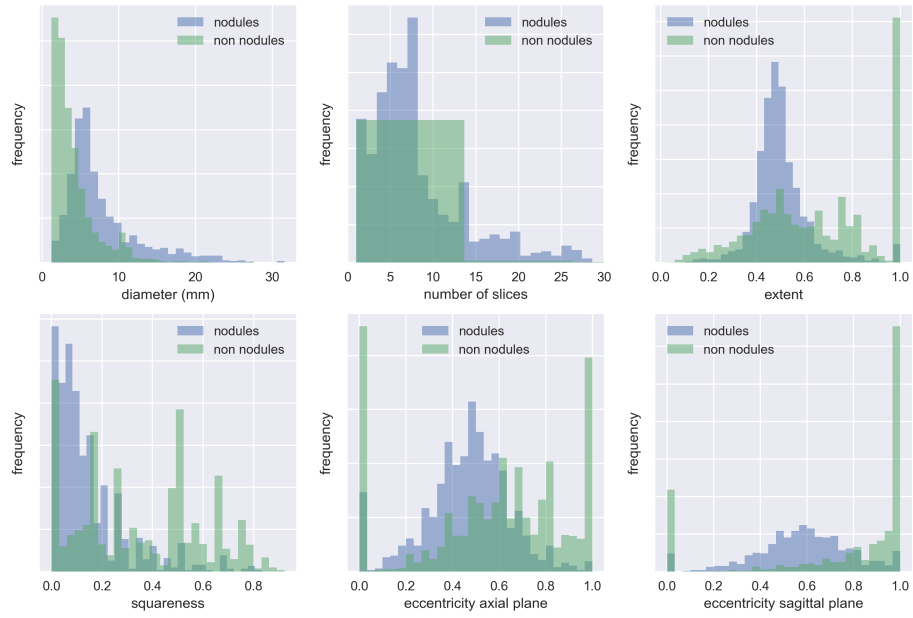 nodules
non nodules
frequency
0 10 20 30
diameter (mm)
nodules
non nodules
frequency
0 5 10 15 20 25 30
number of slices
nodules
non nodules
frequency
0.0 0.2 0.4 0.6 0.8 1.0
extent
nodules
non nodules
frequency
0.0 0.2 0.4 0.6 0.8
squareness
nodules
non nodules
frequency
0.0 0.2 0.4 0.6 0.8 1.0
eccentricity axial plane
nodules
non nodules
frequency
0.0 0.2 0.4 0.6 0.8 1.0
eccentricity sagittal plane